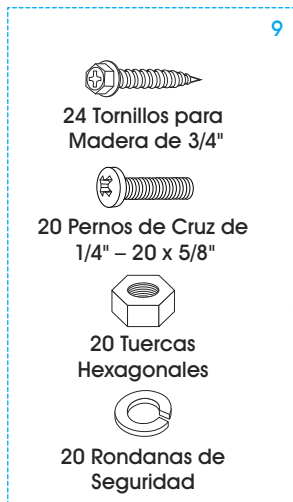 9
24 Tornillos para
Madera de 3/4"
20 Pernos de Cruz de
1/4" – 20 x 5/8"
20 Tuercas
Hexagonales
20 Rondanas de
Seguridad